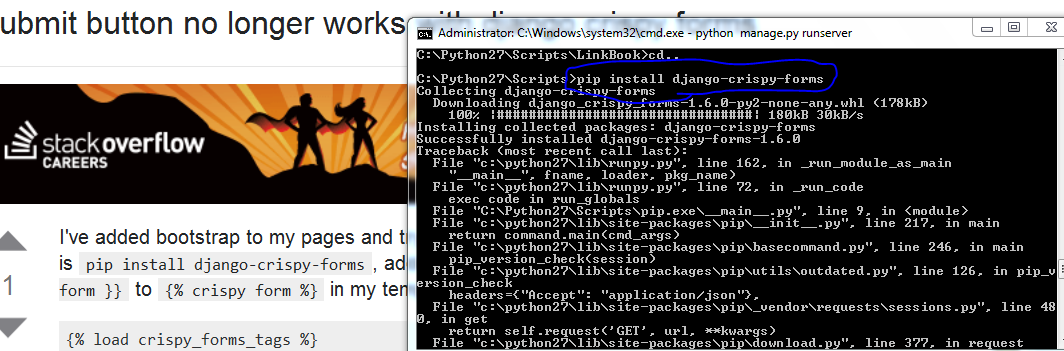 ubmit button no longer works with django crispy forms
Administrator: C:\Windows\system32\cmd.exe - python manage.py runserver
C:\Python27\Scripts\LinkBook>cd..
C:\Python27\Scripts>pip install django-crispy-forms
Collecting django-crispy-forms
Downloading django_crispy_forms-1.6.0-py2-none-any.whl (178kB)
100% |################################| 180kB 30kB/s
Installing collected packages: django-crispy-forms
Successfully installed django-crispy-forms-1.6.0
Traceback (most recent call last):
File "c:\python27\lib\runpy.py", line 162, in _run_module_as_main
"__main__", fname, loader, pkg_name)
File "c:\python27\lib\runpy.py", line 72, in _run_code
exec code in run_globals
File "C:\Python27\Scripts\pip.exe\__main__.py", line 9, in <module>
File "c:\python27\lib\site-packages\pip\__init__.py", line 217, in main
return command.main(cmd_args)
File "c:\python27\lib\site-packages\pip\basecommand.py", line 246, in main
pip_version_check(session)
File "c:\python27\lib\site-packages\pip\utils\outdated.py", line 126, in pip_v
ersion_check
headers={"Accept": "application/json"},
File "c:\python27\lib\site-packages\pip\_vendor\requests\sessions.py", line 48
0, in get
return self.request('GET', url, **kwargs)
File "c:\python27\lib\site-packages\pip\download.py", line 377, in request
stackoverflow
CAREERS
I've added bootstrap to my pages and t
is pip install django-crispy-forms , ad
form }} to {% crispy form %} in my ten
1
{% load crispy_forms_tags %}